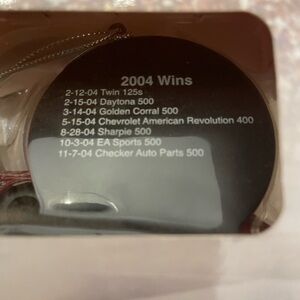 2004 Wins
2-12-04 Twin 125s
2-15-04 Daytona 500
3-14-04 Golden Corral 500
5-15-04 Chevrolet American Revolution 400
8-28-04 Sharpie 500
10-3-04 EA Sports 500
11-7-04 Checker Auto Parts 500